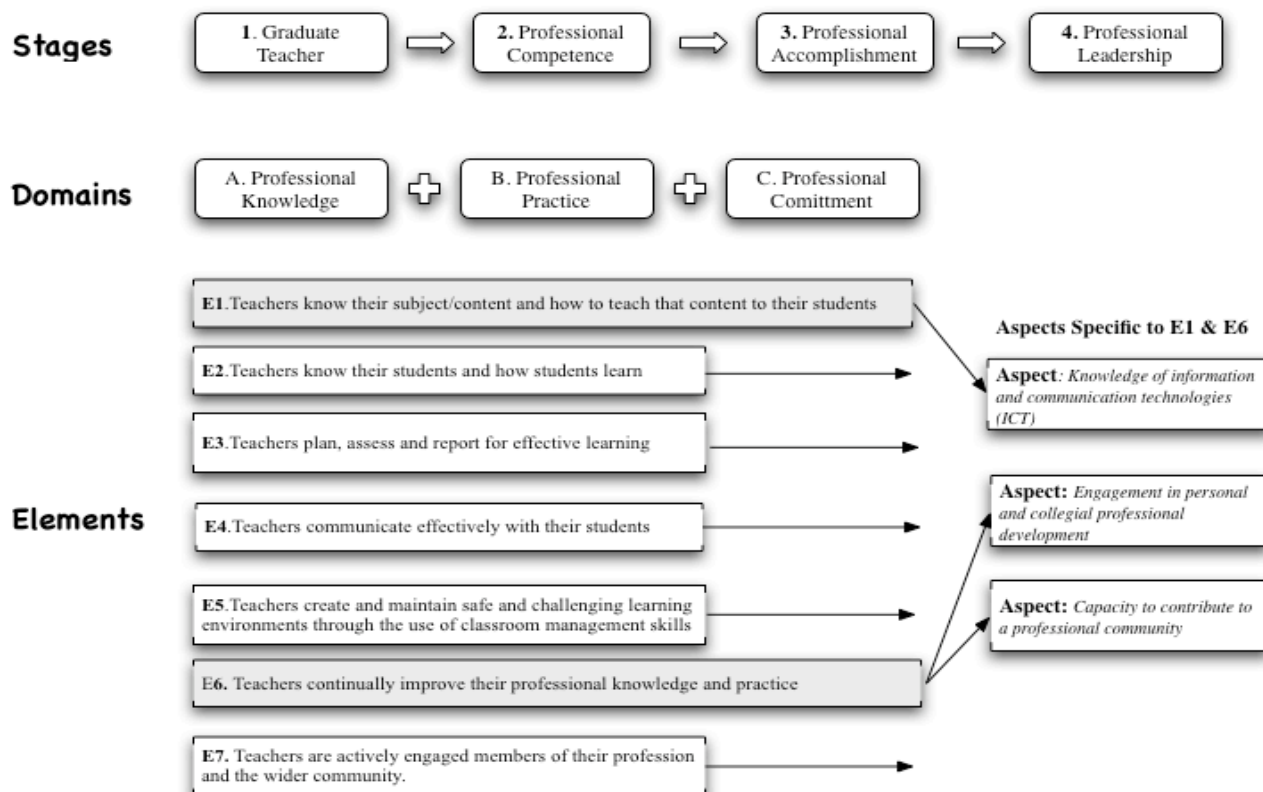 Stages
1. Graduate
Teacher
2. Professional
Competence
3. Professional
Accomplishment
4. Professional
Leadership
Domains
A. Professional
Knowledge
B. Professional
Practice
C. Professional
Comittment
Elements
E1.Teachers know their subject/content and how to teach that content to their students
E2.Teachers know their students and how students learn
E3.Teachers plan, assess and report for effective learning
E4.Teachers communicate effectively with their students
E5.Teachers create and maintain safe and challenging learning
environments through the use of classroom management skills
E6. Teachers continually improve their professional knowledge and practice
E7. Teachers are actively engaged members of their profession
and the wider community.
Aspects Specific to E1 & E6
Aspect: Knowledge of information
and communication technologies
(ICT)
Aspect: Engagement in personal
and collegial professional
development
Aspect: Capacity to contribute to
a professional community